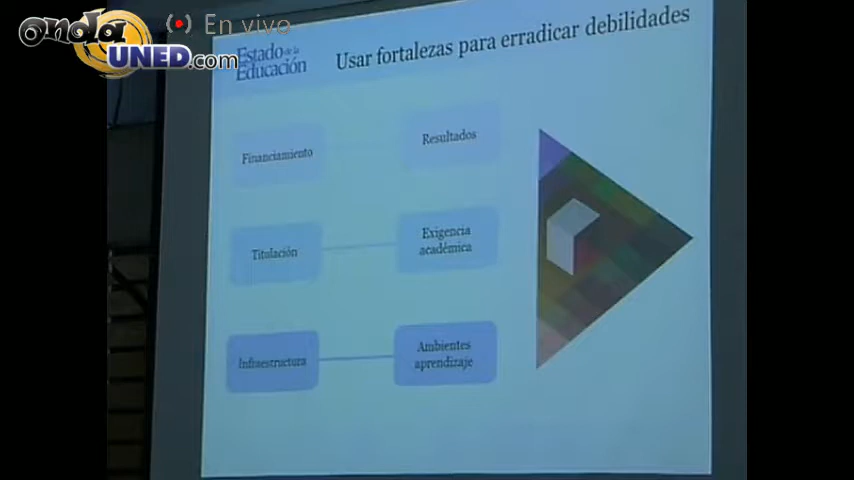 onda
UNED.com
En vivo
Estado de la
Educación
Usar fortalezas para erradicar debilidades
Financiamiento
Resultados
Titulación
Exigencia
académica
Infraestructura
Ambientes
aprendizaje